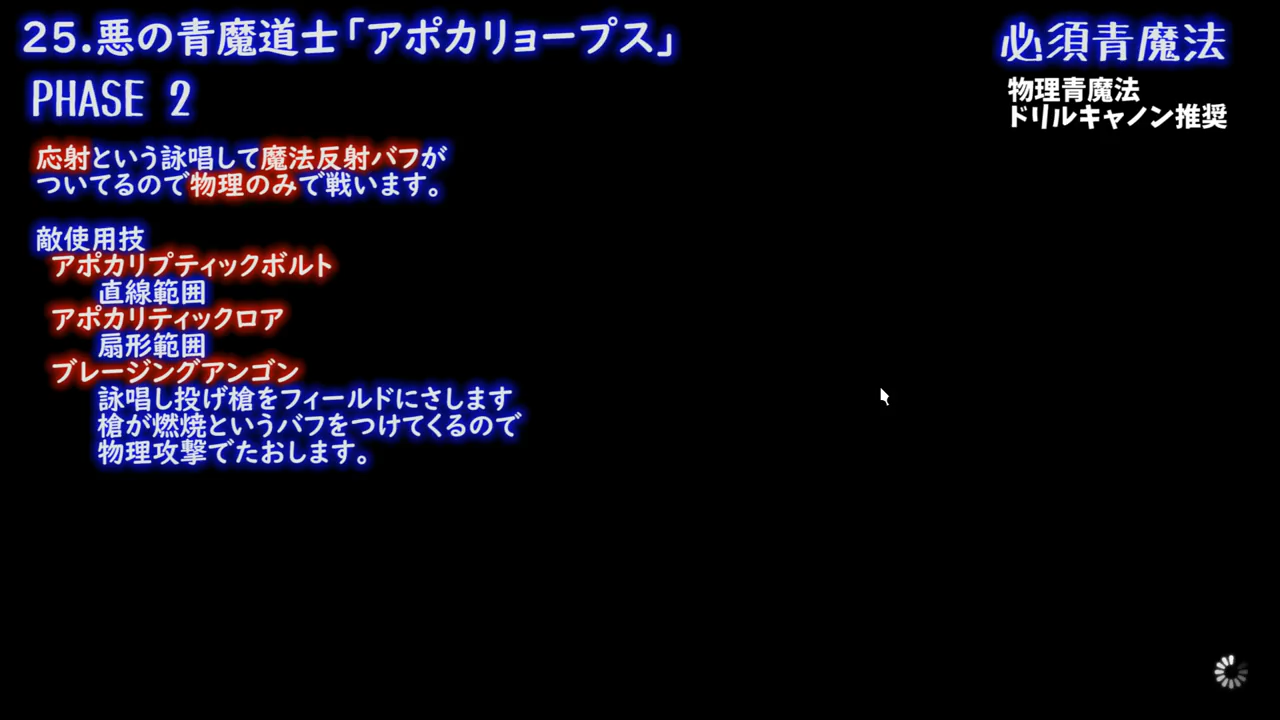 25.悪の青魔道士「アポカリョープス」
必須青魔法
PHASE 2
物理青魔法
ドリルキャノン推奨
応射という詠唱して魔法反射バフが
ついてるので物理のみで戦います。
敵使用技
アポカリプティックボルト
直線範囲
アポカリティックロア
扇形範囲
ブレージングアンゴン
詠唱し投げ槍をフィールドにさします
槍が燃焼というバフをつけてくるので
物理攻撃でたおします。